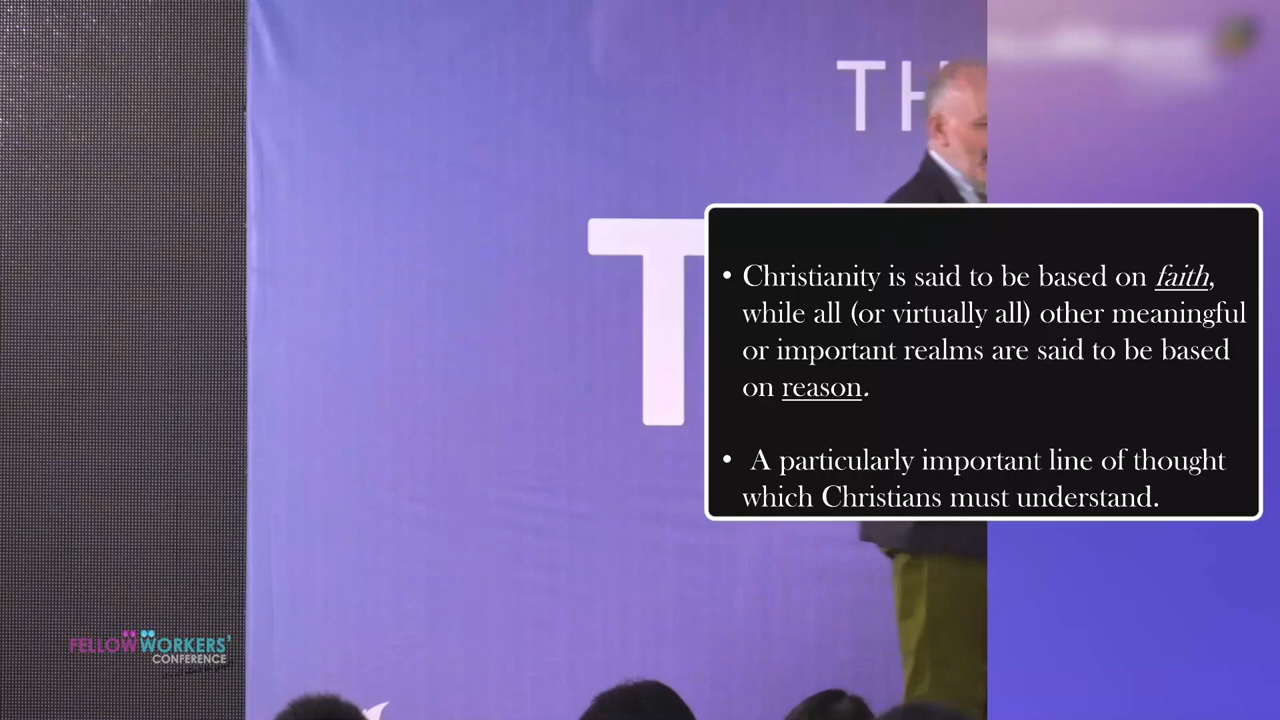 TH
T
• Christianity is said to be based on faith,
while all (or virtually all) other meaningful
or important realms are said to be based
on reason.
• A particularly important line of thought
which Christians must understand.
FELLOWWORKERS'
CONFERENCE